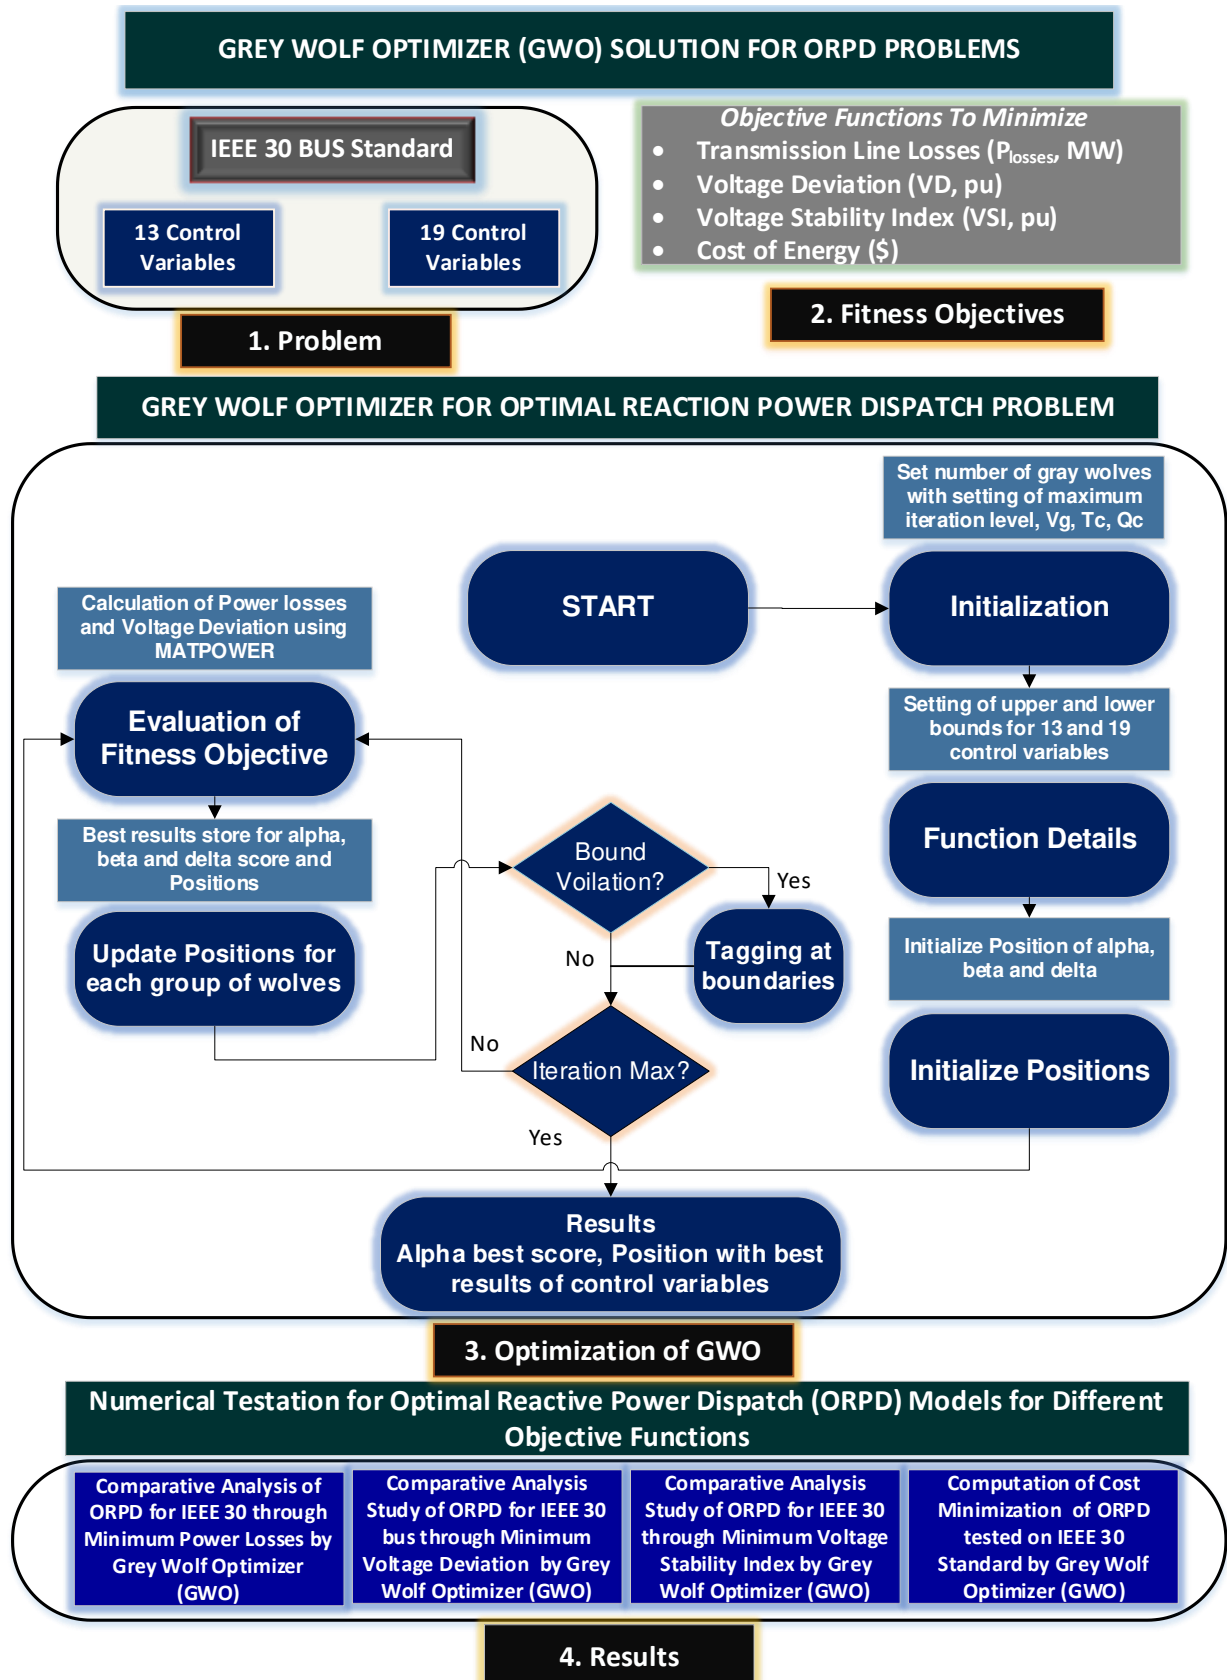 GREY WOLF OPTIMIZER (GWO) SOLUTION FOR ORPD PROBLEMS
IEEE 30 BUS Standard
13 Control
Variables
19 Control
Variables
1. Problem
Objective Functions To Minimize
• Transmission Line Losses (Plosses, MW)
• Voltage Deviation (VD, pu)
• Voltage Stability Index (VSI, pu)
• Cost of Energy ($)
2. Fitness Objectives
GREY WOLF OPTIMIZER FOR OPTIMAL REACTION POWER DISPATCH PROBLEM
START
Set number of gray wolves
with setting of maximum
iteration level, Vg, Tc, Qc
Initialization
Setting of upper and lower
bounds for 13 and 19
control variables
Function Details
Initialize Position of alpha,
beta and delta
Initialize Positions
Calculation of Power losses
and Voltage Deviation using
MATPOWER
Evaluation of
Fitness Objective
Best results store for alpha,
beta and delta score and
Positions
Update Positions for
each group of wolves
Bound
Voilation?
Yes
Tagging at
boundaries
No
Iteration Max?
No
Yes
Results
Alpha best score, Position with best
results of control variables
3. Optimization of GWO
Numerical Testation for Optimal Reactive Power Dispatch (ORPD) Models for Different
Objective Functions
Comparative Analysis of
ORPD for IEEE 30 through
Minimum Power Losses by
Grey Wolf Optimizer
(GWO)
Comparative Analysis
Study of ORPD for IEEE 30
bus through Minimum
Voltage Deviation by Grey
Wolf Optimizer (GWO)
Comparative Analysis
Study of ORPD for IEEE 30
through Minimum Voltage
Stability Index by Grey
Wolf Optimizer (GWO)
Computation of Cost
Minimization of ORPD
tested on IEEE 30
Standard by Grey Wolf
Optimizer (GWO)
4. Results